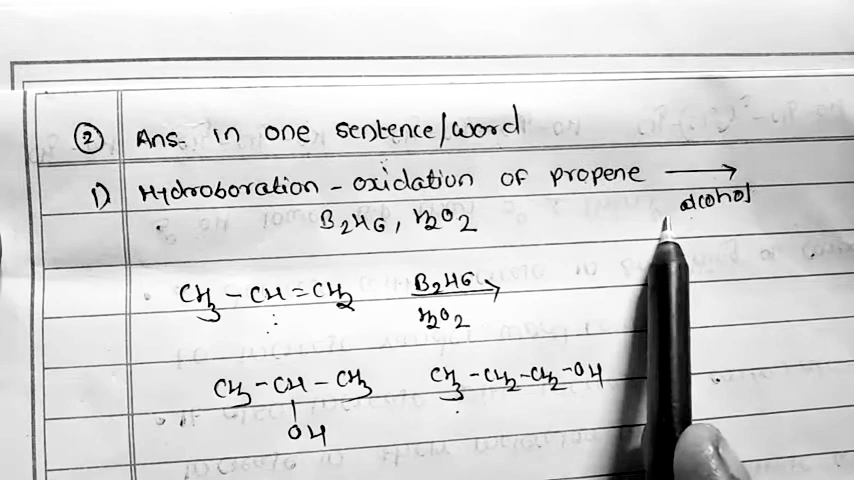 ② Ans. in one sentence/word
1) Hydroboration - oxidation of propene ⟶
alcohol
B2H6, H2O2
CH3 - CH = CH2 B2H6 ⟶
H2O2
CH3 - CH - CH3 CH3 - CH2 - CH2 - OH
OH